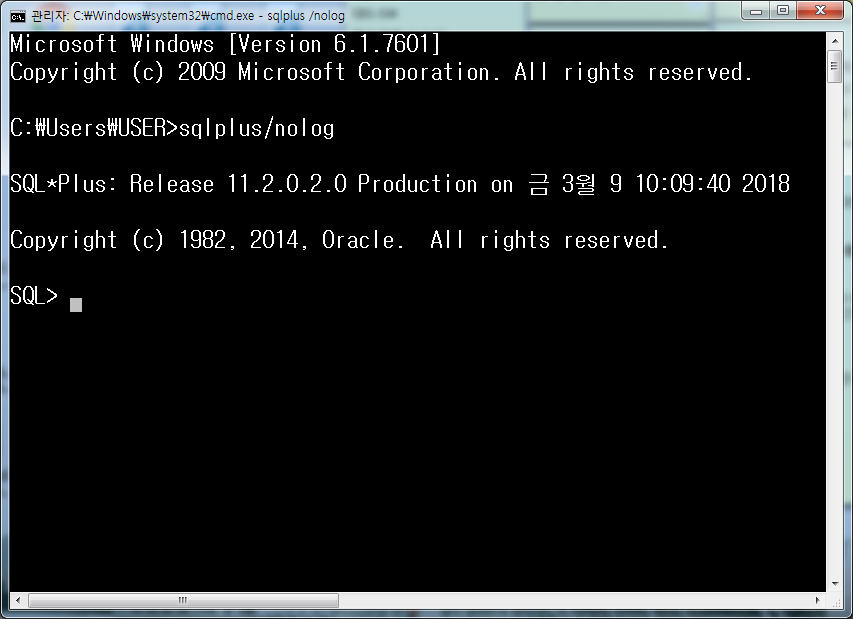 관리자: C:₩Windows₩system32₩cmd.exe - sqlplus /nolog
Microsoft Windows [Version 6.1.7601]
Copyright (c) 2009 Microsoft Corporation. All rights reserved.
C:₩Users₩USER>sqlplus/nolog
SQL*Plus: Release 11.2.0.2.0 Production on 금 3월 9 10:09:40 2018
Copyright (c) 1982, 2014, Oracle.  All rights reserved.
SQL>